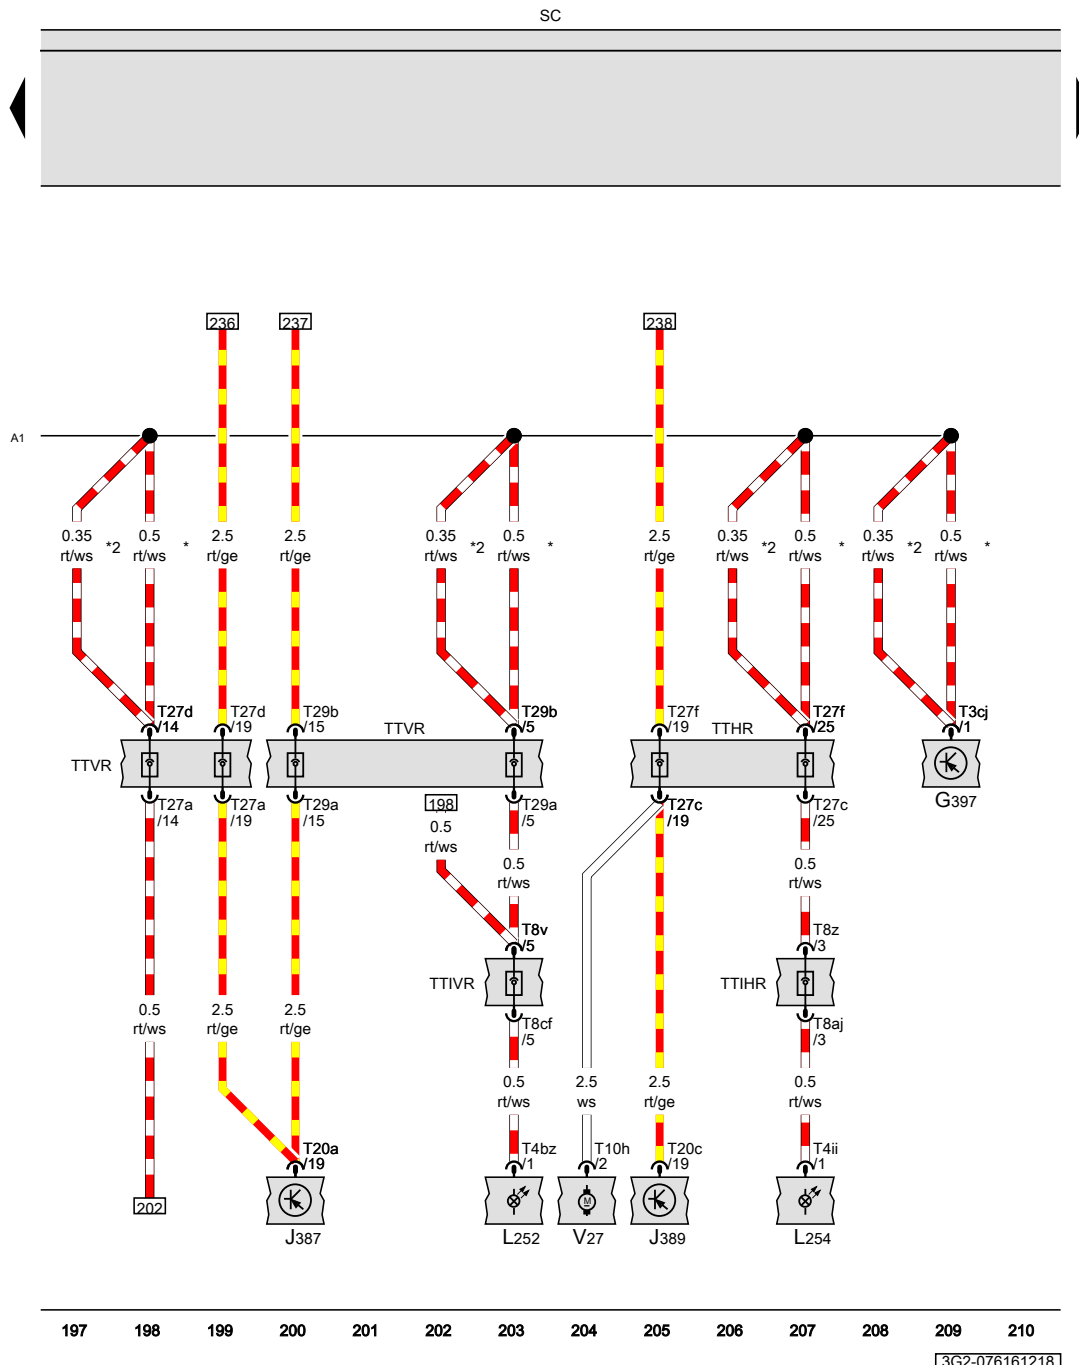 SC
236 237 238
A1
0.35 0.5 2.5 2.5 0.35 0.5 2.5 0.35 0.5 0.35 0.5
rt/ws *2 rt/ws * rt/ge rt/ge rt/ws *2 rt/ws * rt/ge rt/ws *2 rt/ws * rt/ws *2 rt/ws *
T27d T27d T29b T29b T27f T27f T3cj
/14 /19 /15 /5 /19 /25 /1
TTVR TTVR TTHR
G397
T27a T27a T29a 198 T29a T27c T27c
/14 /19 /15 /5 /19 /25
0.5
rt/ws
0.5 0.5
rt/ws rt/ws
T8v T8z
/5 /3
TTIVR TTIHR
0.5 2.5 2.5 T8cf T8aj
rt/ws rt/ge rt/ge /5 /3
0.5 2.5 2.5 0.5
rt/ws ws rt/ge rt/ws
T20a T4bz T10h T20c T4ii
/19 /1 /2 /19 /1
202
M
J387 L252 V27 J389 L254
197 198 199 200 201 202 203 204 205 206 207 208 209 210
3G2-076161218